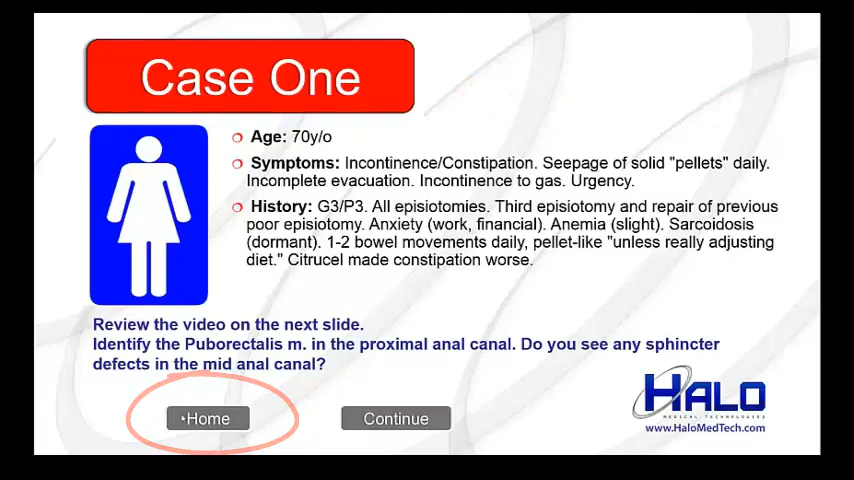 Case One
Age: 70y/o
Symptoms: Incontinence/Constipation. Seepage of solid "pellets" daily.
Incomplete evacuation. Incontinence to gas. Urgency.
History: G3/P3. All episiotomies. Third episiotomy and repair of previous
poor episiotomy. Anxiety (work, financial). Anemia (slight). Sarcoidosis
(dormant). 1-2 bowel movements daily, pellet-like "unless really adjusting
diet." Citrucel made constipation worse.
Review the video on the next slide.
Identify the Puborectalis m. in the proximal anal canal. Do you see any sphincter
defects in the mid anal canal?
Home
Continue
HALO
MEDICAL TECHNOLOGIES
www.HaloMedTech.com